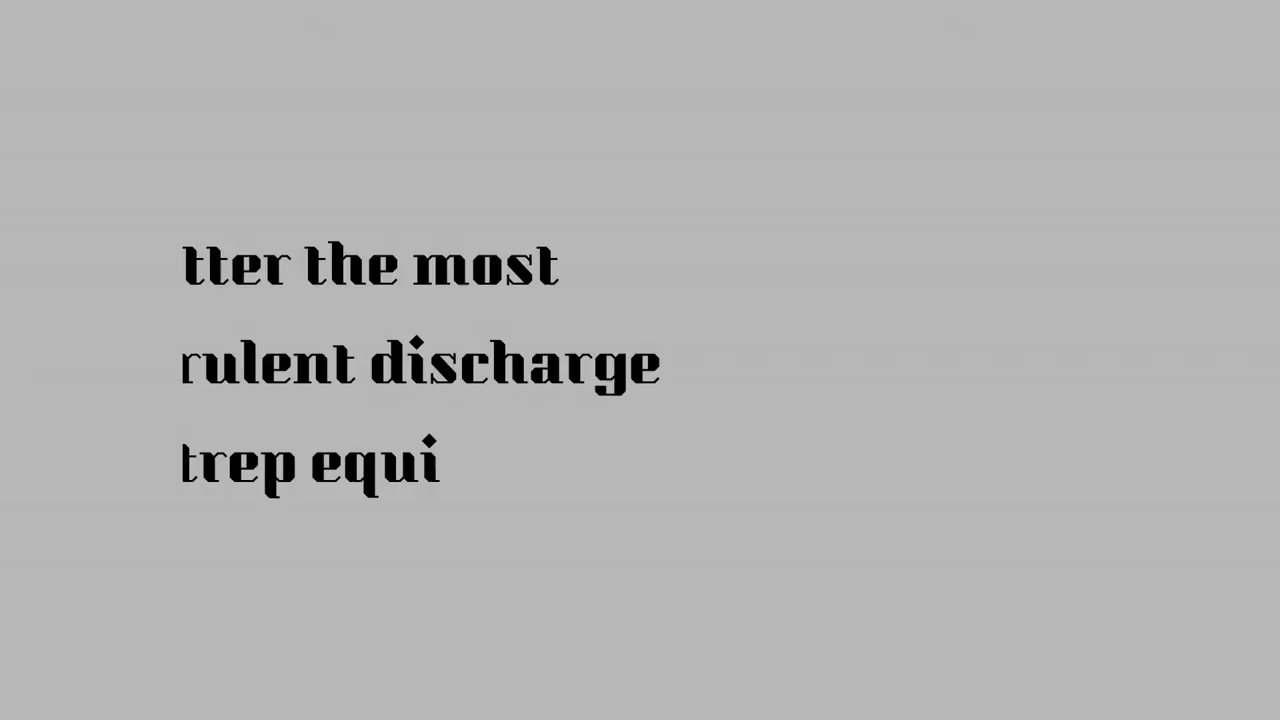 tter the most
rulent discharge
trep equi